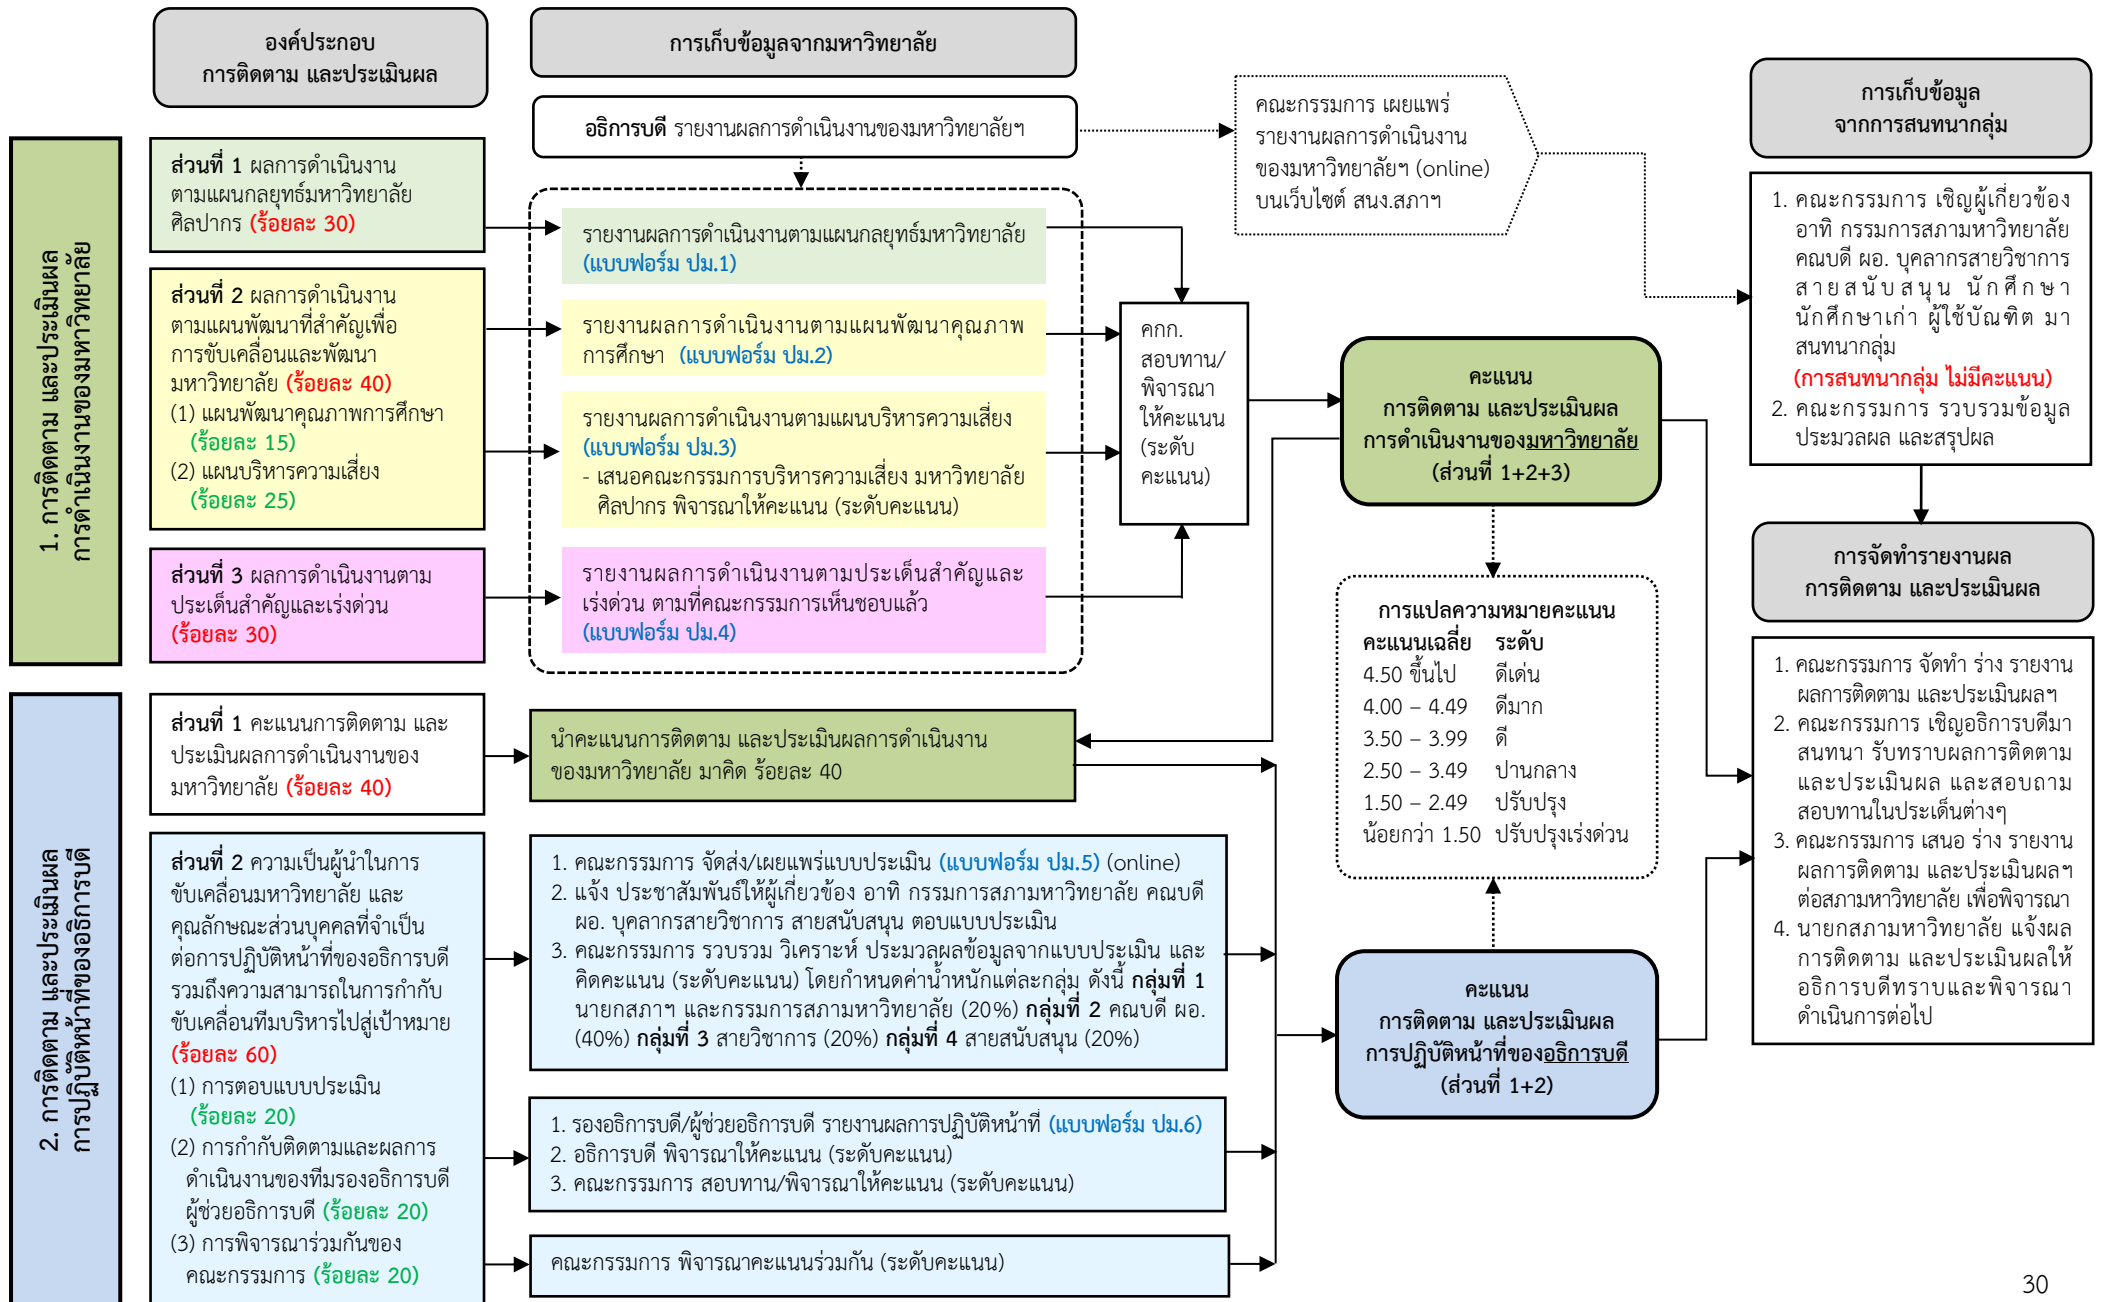 องค์ประกอบ
การติดตาม และประเมินผล
การเก็บข้อมูลจากมหาวิทยาลัย
อธิการบดี รายงานผลการดำเนินงานของมหาวิทยาลัยฯ
คณะกรรมการ เผยแพร่
รายงานผลการดำเนินงาน
ของมหาวิทยาลัยฯ (online)
บนเว็บไซต์ สนง.สภาฯ
การเก็บข้อมูล
จากการสนทนากลุ่ม
1. การติดตาม และประเมินผล
การดำเนินงานของมหาวิทยาลัย
ส่วนที่ 1 ผลการดำเนินงาน
ตามแผนกลยุทธ์มหาวิทยาลัย
ศิลปากร (ร้อยละ 30)
ส่วนที่ 2 ผลการดำเนินงาน
ตามแผนพัฒนาที่สำคัญเพื่อ
การขับเคลื่อนและพัฒนา
มหาวิทยาลัย (ร้อยละ 40)
(1) แผนพัฒนาคุณภาพการศึกษา
(ร้อยละ 15)
(2) แผนบริหารความเสี่ยง
(ร้อยละ 25)
ส่วนที่ 3 ผลการดำเนินงานตาม
ประเด็นสำคัญและเร่งด่วน
(ร้อยละ 30)
รายงานผลการดำเนินงานตามแผนกลยุทธ์มหาวิทยาลัย
(แบบฟอร์ม ปม.1)
รายงานผลการดำเนินงานตามแผนพัฒนาคุณภาพ
การศึกษา (แบบฟอร์ม ปม.2)
รายงานผลการดำเนินงานตามแผนบริหารความเสี่ยง
(แบบฟอร์ม ปม.3)
- เสนอคณะกรรมการบริหารความเสี่ยง มหาวิทยาลัย
ศิลปากร พิจารณาให้คะแนน (ระดับคะแนน)
รายงานผลการดำเนินงานตามประเด็นสำคัญและ
เร่งด่วน ตามที่คณะกรรมการเห็นชอบแล้ว
(แบบฟอร์ม ปม.4)
คกก.
สอบทาน/
พิจารณา
ให้คะแนน
(ระดับ
คะแนน)
คะแนน
การติดตาม และประเมินผล
การดำเนินงานของมหาวิทยาลัย
(ส่วนที่ 1+2+3)
1. คณะกรรมการ เชิญผู้เกี่ยวข้อง
อาทิ กรรมการสภามหาวิทยาลัย
คณบดี ผอ. บุคลากรสายวิชาการ
สายสนับสนุน นักศึกษา
นักศึกษาเก่า ผู้ใช้บัณฑิต มา
สนทนากลุ่ม
(การสนทนากลุ่ม ไม่มีคะแนน)
2. คณะกรรมการ รวบรวมข้อมูล
ประมวลผล และสรุปผล
การจัดทำรายงานผล
การติดตาม และประเมินผล
การแปลความหมายคะแนน
คะแนนเฉลี่ย ระดับ
4.50 ขึ้นไป ดีเด่น
4.00 – 4.49 ดีมาก
3.50 – 3.99 ดี
2.50 – 3.49 ปานกลาง
1.50 – 2.49 ปรับปรุง
น้อยกว่า 1.50 ปรับปรุงเร่งด่วน
1. คณะกรรมการ จัดทำ ร่าง รายงาน
ผลการติดตาม และประเมินผลฯ
2. คณะกรรมการ เชิญอธิการบดีมา
สนทนา รับทราบผลการติดตาม
และประเมินผล และสอบถาม
สอบทานในประเด็นต่างๆ
3. คณะกรรมการ เสนอ ร่าง รายงาน
ผลการติดตาม และประเมินผลฯ
ต่อสภามหาวิทยาลัย เพื่อพิจารณา
4. นายกสภามหาวิทยาลัย แจ้งผล
การติดตาม และประเมินผลให้
อธิการบดีทราบและพิจารณา
ดำเนินการต่อไป
2. การติดตาม และประเมินผล
การปฏิบัติหน้าที่ของอธิการบดี
ส่วนที่ 1 คะแนนการติดตาม และ
ประเมินผลการดำเนินงานของ
มหาวิทยาลัย (ร้อยละ 40)
นำคะแนนการติดตาม และประเมินผลการดำเนินงาน
ของมหาวิทยาลัย มาคิด ร้อยละ 40
ส่วนที่ 2 ความเป็นผู้นำในการ
ขับเคลื่อนมหาวิทยาลัย และ
คุณลักษณะส่วนบุคคลที่จำเป็น
ต่อการปฏิบัติหน้าที่ของอธิการบดี
รวมถึงความสามารถในการกำกับ
ขับเคลื่อนทีมบริหารไปสู่เป้าหมาย
(ร้อยละ 60)
(1) การตอบแบบประเมิน
(ร้อยละ 20)
(2) การกำกับติดตามและผลการ
ดำเนินงานของทีมรองอธิการบดี
ผู้ช่วยอธิการบดี (ร้อยละ 20)
(3) การพิจารณาร่วมกันของ
คณะกรรมการ (ร้อยละ 20)
1. คณะกรรมการ จัดส่ง/เผยแพร่แบบประเมิน (แบบฟอร์ม ปม.5) (online)
2. แจ้ง ประชาสัมพันธ์ให้ผู้เกี่ยวข้อง อาทิ กรรมการสภามหาวิทยาลัย คณบดี
ผอ. บุคลากรสายวิชาการ สายสนับสนุน ตอบแบบประเมิน
3. คณะกรรมการ รวบรวม วิเคราะห์ ประมวลผลข้อมูลจากแบบประเมิน และ
คิดคะแนน (ระดับคะแนน) โดยกำหนดค่าน้ำหนักแต่ละกลุ่ม ดังนี้ กลุ่มที่ 1
นายกสภาฯ และกรรมการสภามหาวิทยาลัย (20%) กลุ่มที่ 2 คณบดี ผอ.
(40%) กลุ่มที่ 3 สายวิชาการ (20%) กลุ่มที่ 4 สายสนับสนุน (20%)
1. รองอธิการบดี/ผู้ช่วยอธิการบดี รายงานผลการปฏิบัติหน้าที่ (แบบฟอร์ม ปม.6)
2. อธิการบดี พิจารณาให้คะแนน (ระดับคะแนน)
3. คณะกรรมการ สอบทาน/พิจารณาให้คะแนน (ระดับคะแนน)
คณะกรรมการ พิจารณาคะแนนร่วมกัน (ระดับคะแนน)
คะแนน
การติดตาม และประเมินผล
การปฏิบัติหน้าที่ของอธิการบดี
(ส่วนที่ 1+2)
30